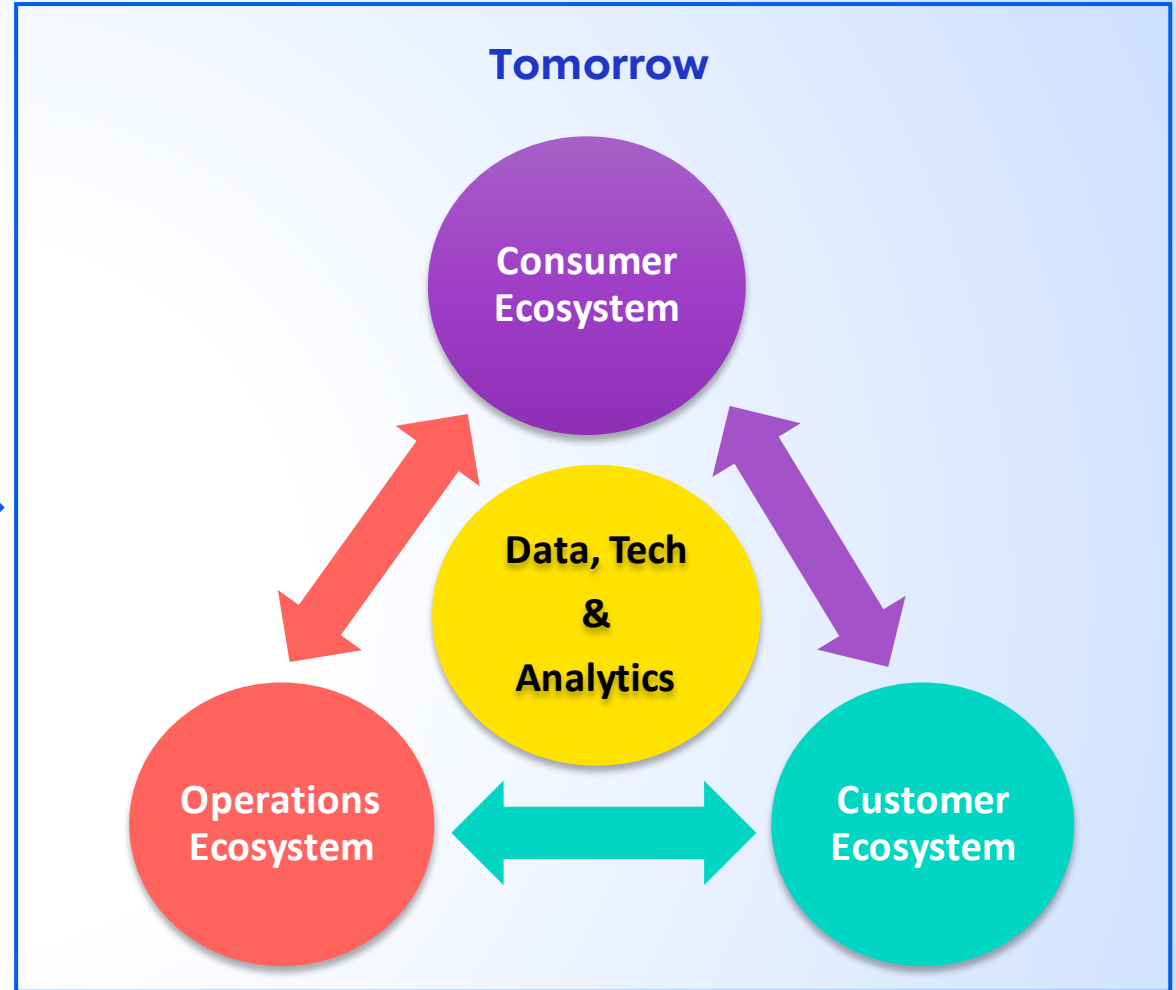 Tomorrow
Consumer
Ecosystem
Data, Tech
&
Analytics
Operations
Ecosystem
Customer
Ecosystem